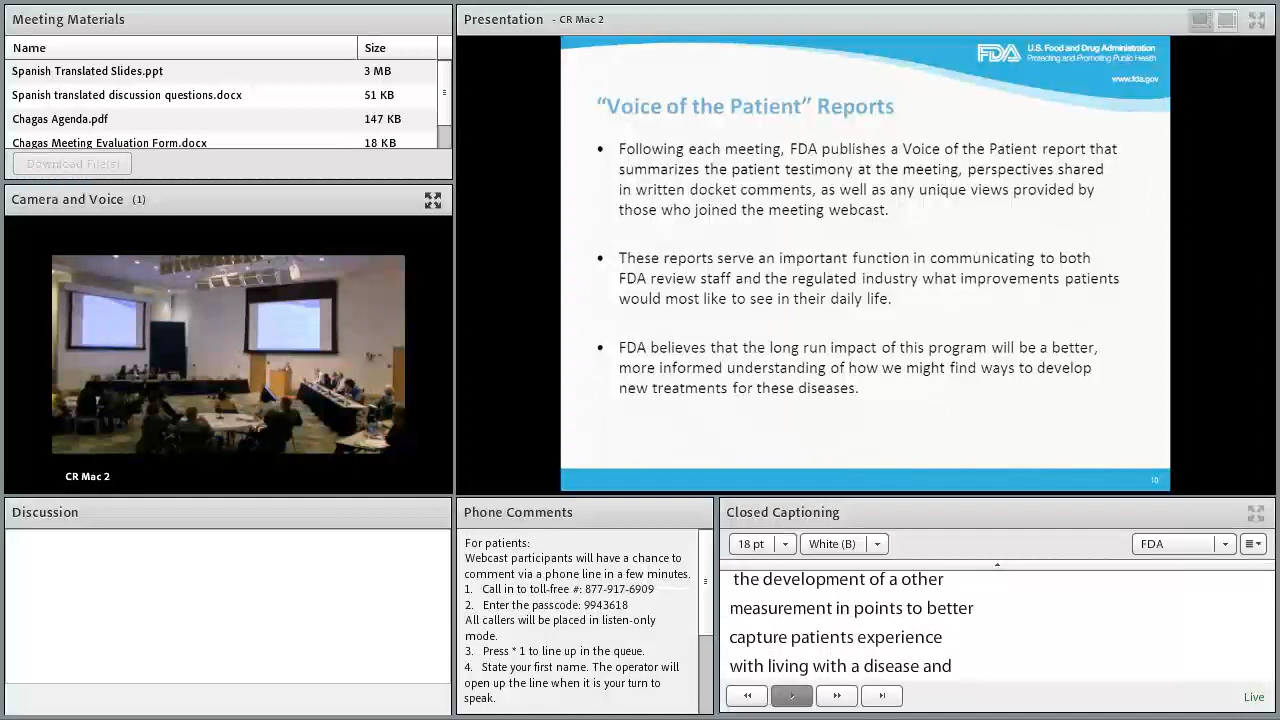 Meeting Materials
Name Size
Spanish Translated Slides.ppt 3 MB
Spanish translated discussion questions.docx 51 KB
Chagas Agenda.pdf 147 KB
Chagas Meeting Evaluation Form.docx 18 KB
Download File(s)
Camera and Voice (1)
CR Mac 2
Presentation - CR Mac 2
FDA U.S. Food and Drug Administration
Protecting and Promoting Public Health
www.fda.gov
“Voice of the Patient” Reports
• Following each meeting, FDA publishes a Voice of the Patient report that
summarizes the patient testimony at the meeting, perspectives shared
in written docket comments, as well as any unique views provided by
those who joined the meeting webcast.
• These reports serve an important function in communicating to both
FDA review staff and the regulated industry what improvements patients
would most like to see in their daily life.
• FDA believes that the long run impact of this program will be a better,
more informed understanding of how we might find ways to develop
new treatments for these diseases.
10
Discussion
Phone Comments
For patients:
Webcast participants will have a chance to
comment via a phone line in a few minutes.
1. Call in to toll-free #: 877-917-6909
2. Enter the passcode: 9943618
All callers will be placed in listen-only
mode.
3. Press * 1 to line up in the queue.
4. State your first name. The operator will
open up the line when it is your turn to
speak.
Closed Captioning
18 pt White (B) FDA
the development of a other
measurement in points to better
capture patients experience
with living with a disease and
Live